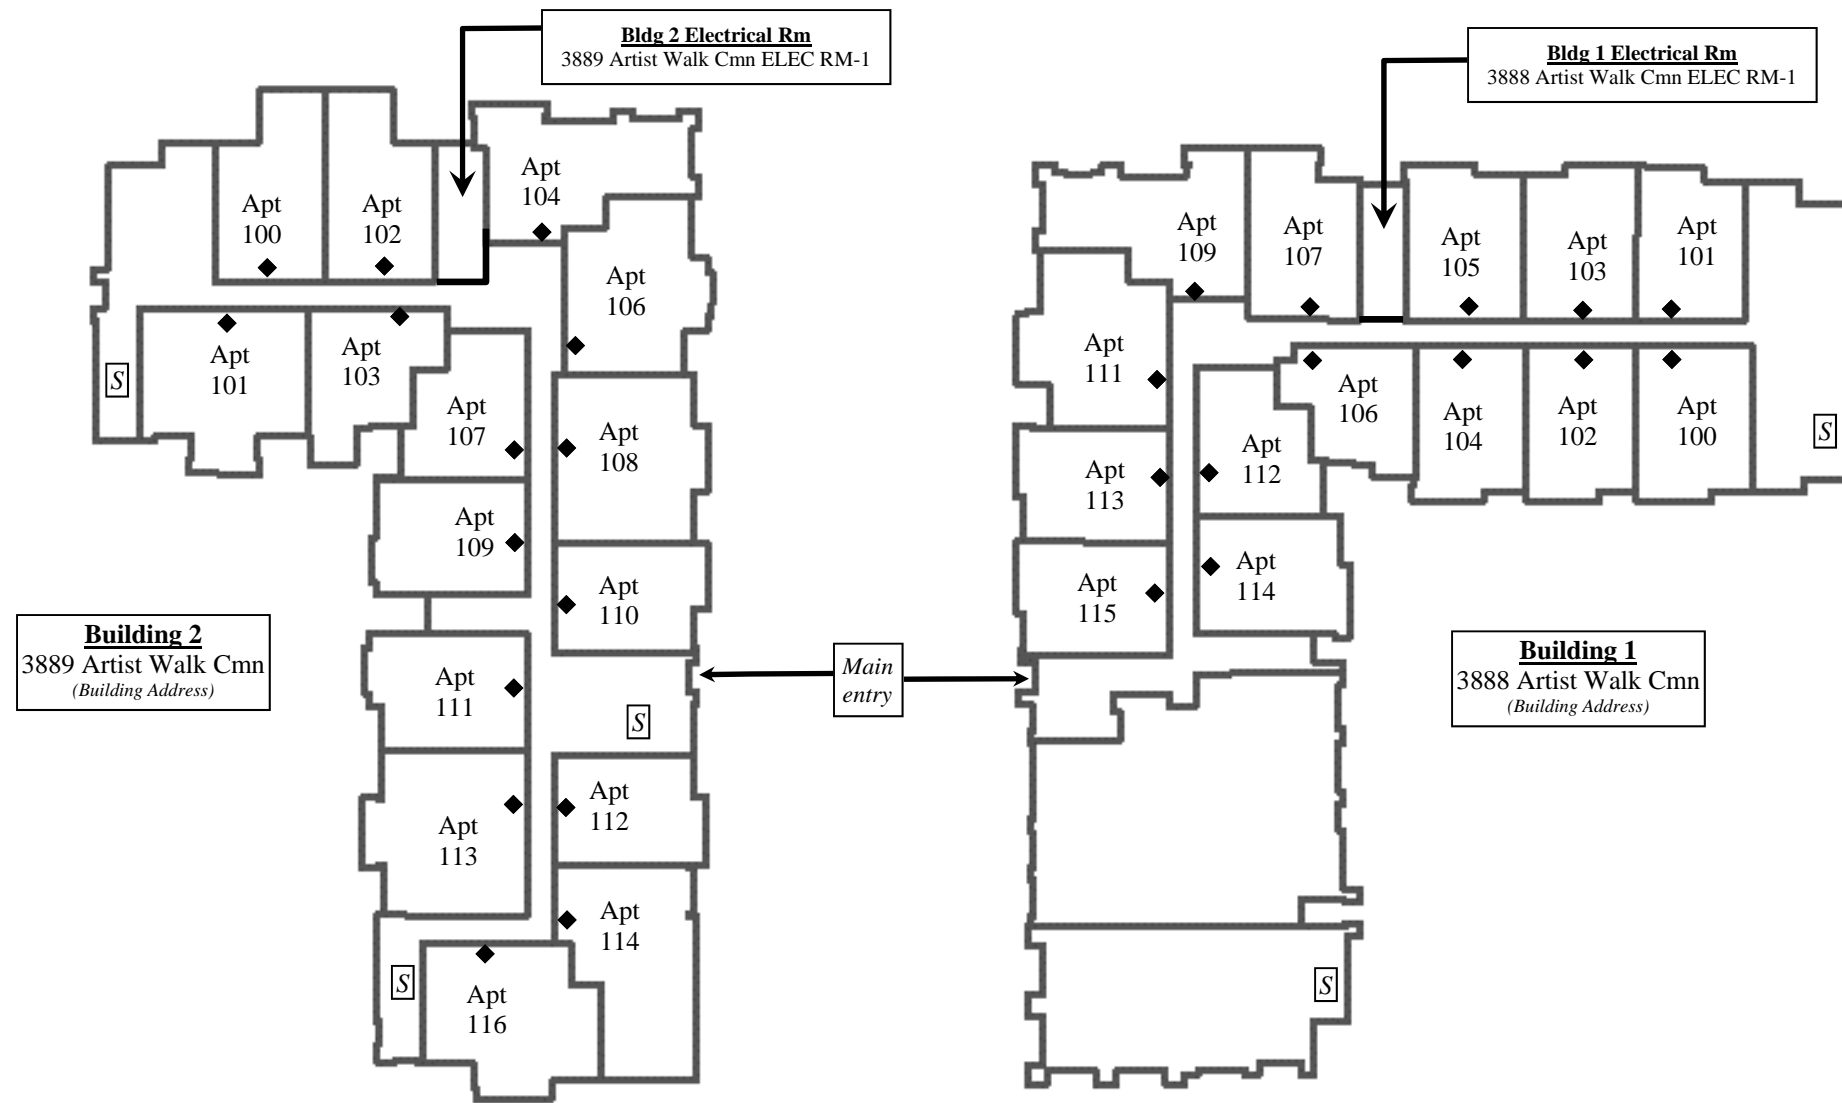 Bldg 2 Electrical Rm
3889 Artist Walk Cmn ELEC RM-1
Bldg 1 Electrical Rm
3888 Artist Walk Cmn ELEC RM-1
Apt
100
Apt
102
Apt
104
Apt
106
Apt
101
Apt
103
Apt
107
Apt
108
Apt
109
Apt
110
S
Building 2
3889 Artist Walk Cmn
(Building Address)
Apt
111
S
Apt
112
Apt
113
Apt
114
S
Apt
116
Main
entry
Apt
109
Apt
107
Apt
105
Apt
103
Apt
101
Apt
111
Apt
106
Apt
104
Apt
102
Apt
100
S
Apt
112
Apt
113
Apt
114
Apt
115
Building 1
3888 Artist Walk Cmn
(Building Address)
S